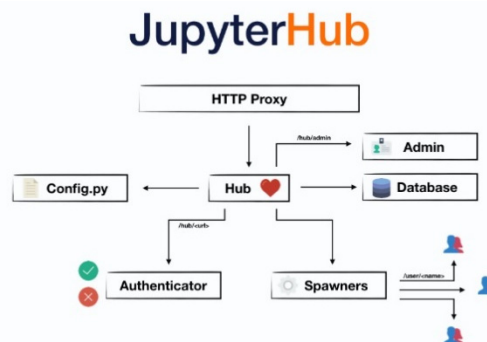 JupyterHub
HTTP Proxy
/hub/admin
Admin
Config.py
Hub
Database
/hub/<url>
/user/<name>
Authenticator
Spawners